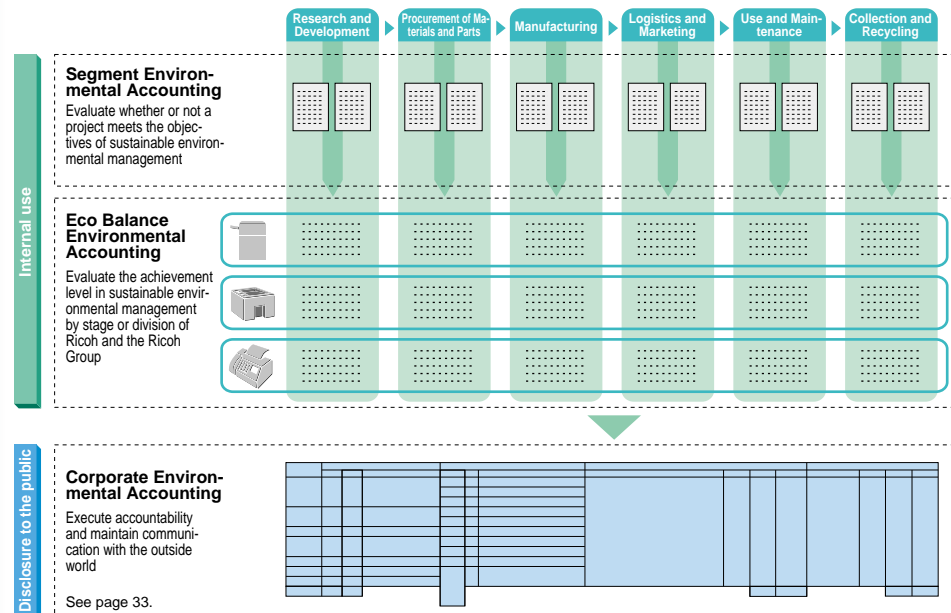 Research and
Development
Procurement of Ma-
terials and Parts
Manufacturing
Logistics and
Marketing
Use and Main-
tenance
Collection and
Recycling
Internal use
Segment Environ-
mental Accounting
Evaluate whether or not a
project meets the objec-
tives of sustainable environ-
mental management
Eco Balance
Environmental
Accounting
Evaluate the achievement
level in sustainable envir-
onmental management
by stage or division of
Ricoh and the Ricoh
Group
Disclosure to the public
Corporate Environ-
mental Accounting
Execute accountability
and maintain communi-
cation with the outside
world
See page 33.